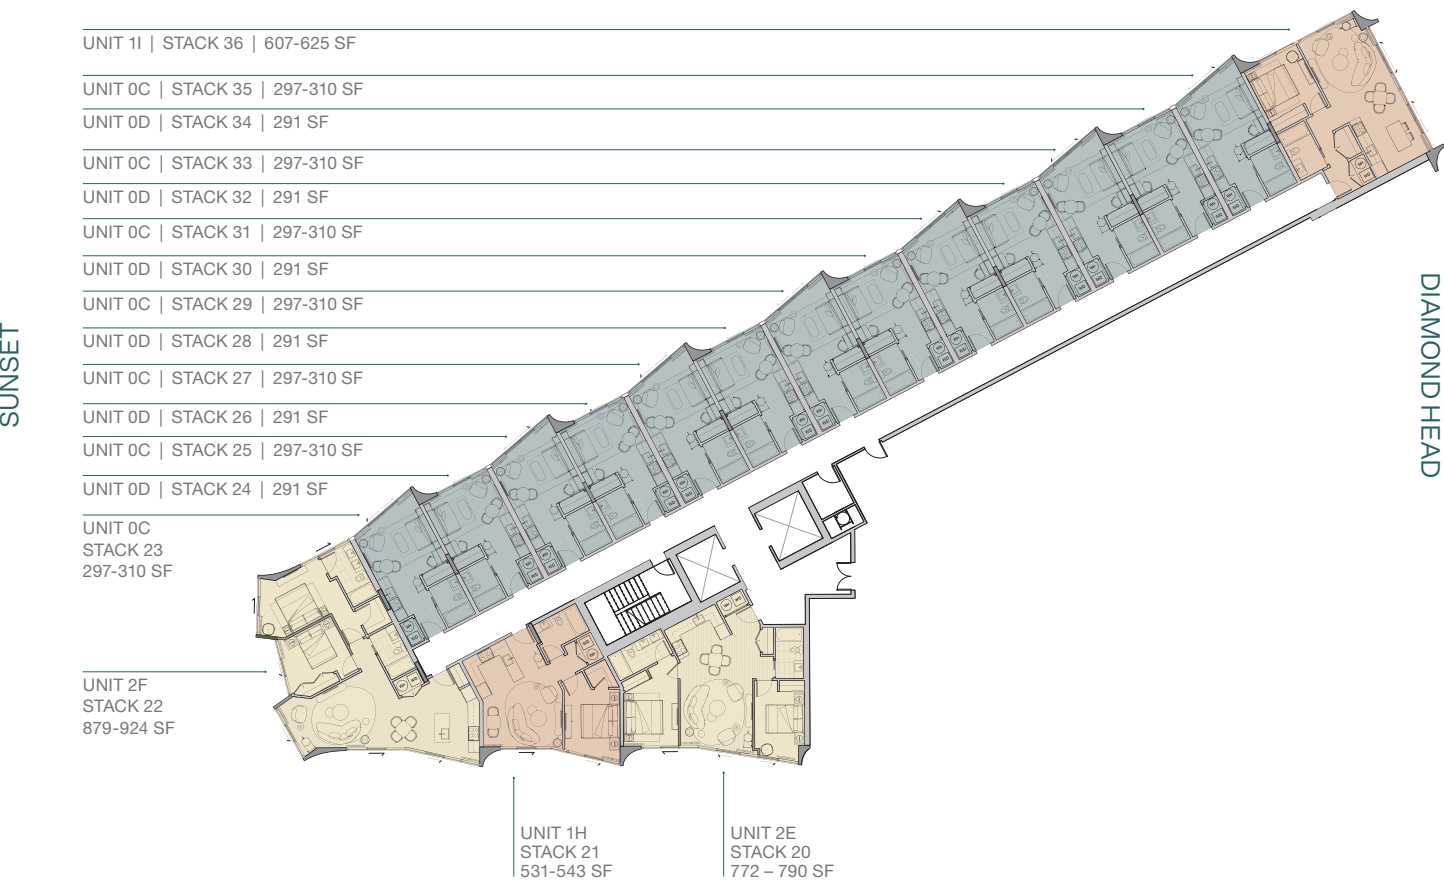 UNIT 1I | STACK 36 | 607-625 SF
UNIT 0C | STACK 35 | 297-310 SF
UNIT 0D | STACK 34 | 291 SF
UNIT 0C | STACK 33 | 297-310 SF
UNIT 0D | STACK 32 | 291 SF
UNIT 0C | STACK 31 | 297-310 SF
UNIT 0D | STACK 30 | 291 SF
UNIT 0C | STACK 29 | 297-310 SF
UNIT 0D | STACK 28 | 291 SF
UNIT 0C | STACK 27 | 297-310 SF
UNIT 0D | STACK 26 | 291 SF
UNIT 0C | STACK 25 | 297-310 SF
UNIT 0D | STACK 24 | 291 SF
UNIT 0C
STACK 23
297-310 SF
UNIT 2F
STACK 22
879-924 SF
UNIT 1H
STACK 21
531-543 SF
UNIT 2E
STACK 20
772 – 790 SF
SUNSET
DIAMOND HEAD